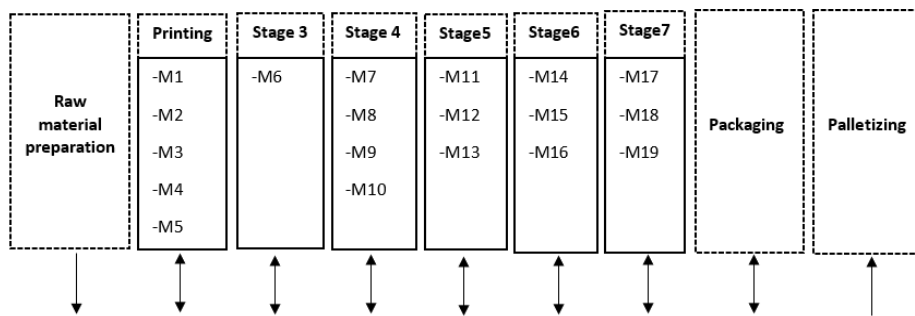 Raw
material
preparation
Printing
-M1
-M2
-M3
-M4
-M5
Stage 3
-M6
Stage 4
-M7
-M8
-M9
-M10
Stage5
-M11
-M12
-M13
Stage6
-M14
-M15
-M16
Stage7
-M17
-M18
-M19
Packaging
Palletizing